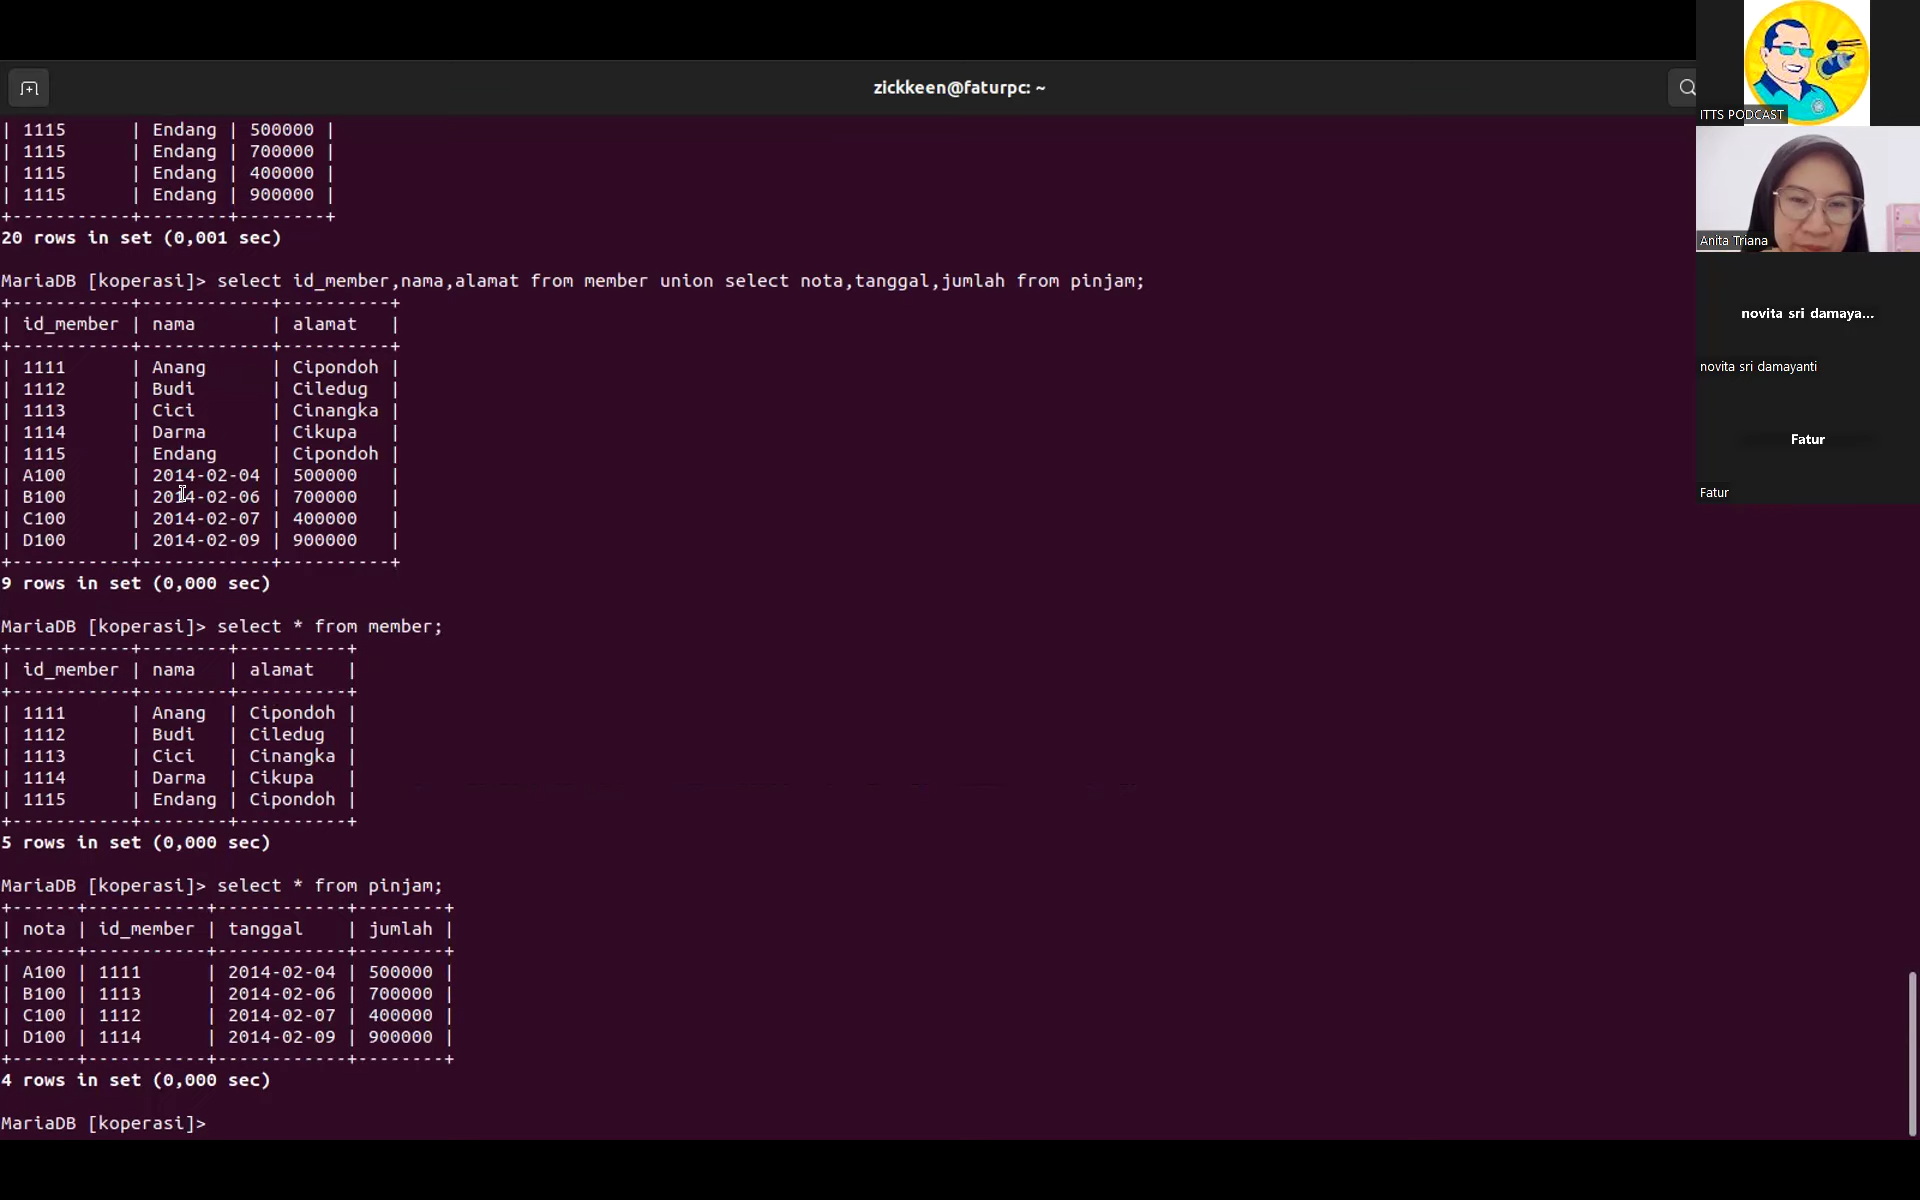 zickkeen@faturpc: ~
| 1115      | Endang | 500000 |
| 1115      | Endang | 700000 |
| 1115      | Endang | 400000 |
| 1115      | Endang | 900000 |
+-----------+--------+--------+
20 rows in set (0,001 sec)
MariaDB [koperasi]> select id_member,nama,alamat from member union select nota,tanggal,jumlah from pinjam;
+-----------+------------+----------+
| id_member | nama       | alamat   |
+-----------+------------+----------+
| 1111      | Anang      | Cipondoh |
| 1112      | Budi       | Ciledug  |
| 1113      | Cici       | Cinangka |
| 1114      | Darma      | Cikupa   |
| 1115      | Endang     | Cipondoh |
| A100      | 2014-02-04 | 500000   |
| B100      | 2014-02-06 | 700000   |
| C100      | 2014-02-07 | 400000   |
| D100      | 2014-02-09 | 900000   |
+-----------+------------+----------+
9 rows in set (0,000 sec)
MariaDB [koperasi]> select * from member;
+-----------+--------+----------+
| id_member | nama   | alamat   |
+-----------+--------+----------+
| 1111      | Anang  | Cipondoh |
| 1112      | Budi   | Ciledug  |
| 1113      | Cici   | Cinangka |
| 1114      | Darma  | Cikupa   |
| 1115      | Endang | Cipondoh |
+-----------+--------+----------+
5 rows in set (0,000 sec)
MariaDB [koperasi]> select * from pinjam;
+------+-----------+------------+--------+
| nota | id_member | tanggal    | jumlah |
+------+-----------+------------+--------+
| A100 | 1111      | 2014-02-04 | 500000 |
| B100 | 1113      | 2014-02-06 | 700000 |
| C100 | 1112      | 2014-02-07 | 400000 |
| D100 | 1114      | 2014-02-09 | 900000 |
+------+-----------+------------+--------+
4 rows in set (0,000 sec)
MariaDB [koperasi]>
ITTS PODCAST
Anita Triana
novita sri damaya...
novita sri damayanti
Fatur
Fatur